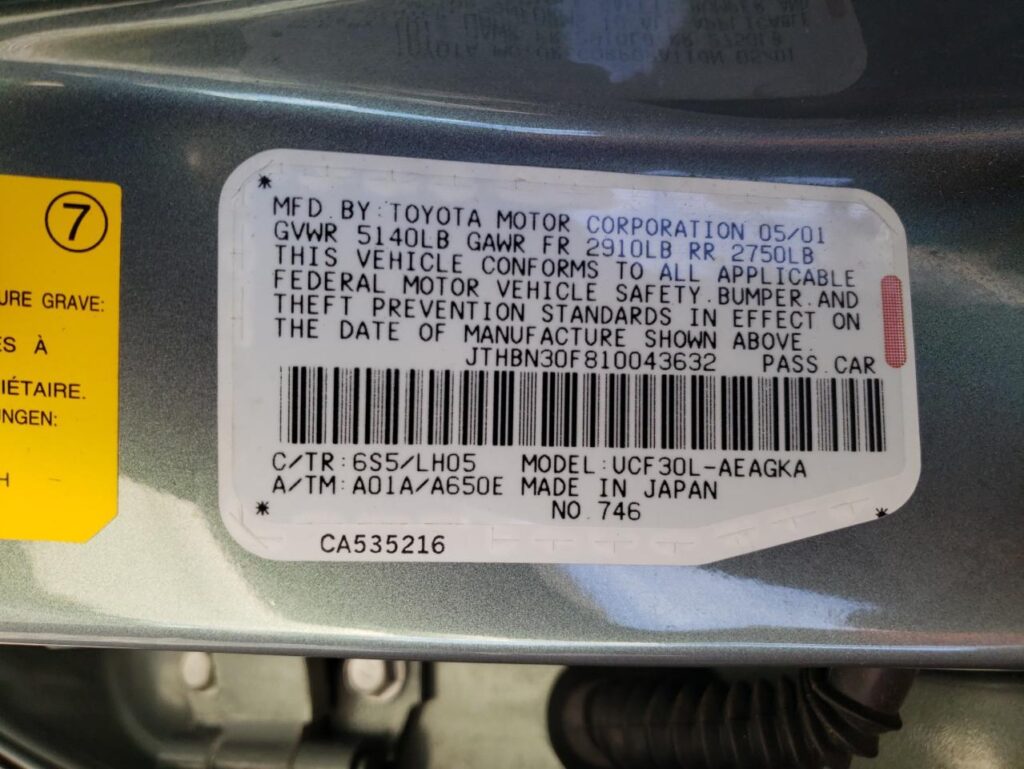 7
URE GRAVE:
ES À
IÉTAIRE.
NGEN:
H
MFD. BY: TOYOTA MOTOR CORPORATION 05/01
GVWR 5140LB GAWR FR 2910LB RR 2750LB
THIS VEHICLE CONFORMS TO ALL APPLICABLE
FEDERAL MOTOR VEHICLE SAFETY. BUMPER. AND
THEFT PREVENTION STANDARDS IN EFFECT ON
THE DATE OF MANUFACTURE SHOWN ABOVE.
JTHBN30F810043632 PASS. CAR
C/TR: 6S5/LH05 MODEL: UCF30L-AEAGKA
A/TM: A01A/A650E MADE IN JAPAN
NO. 746
CA535216